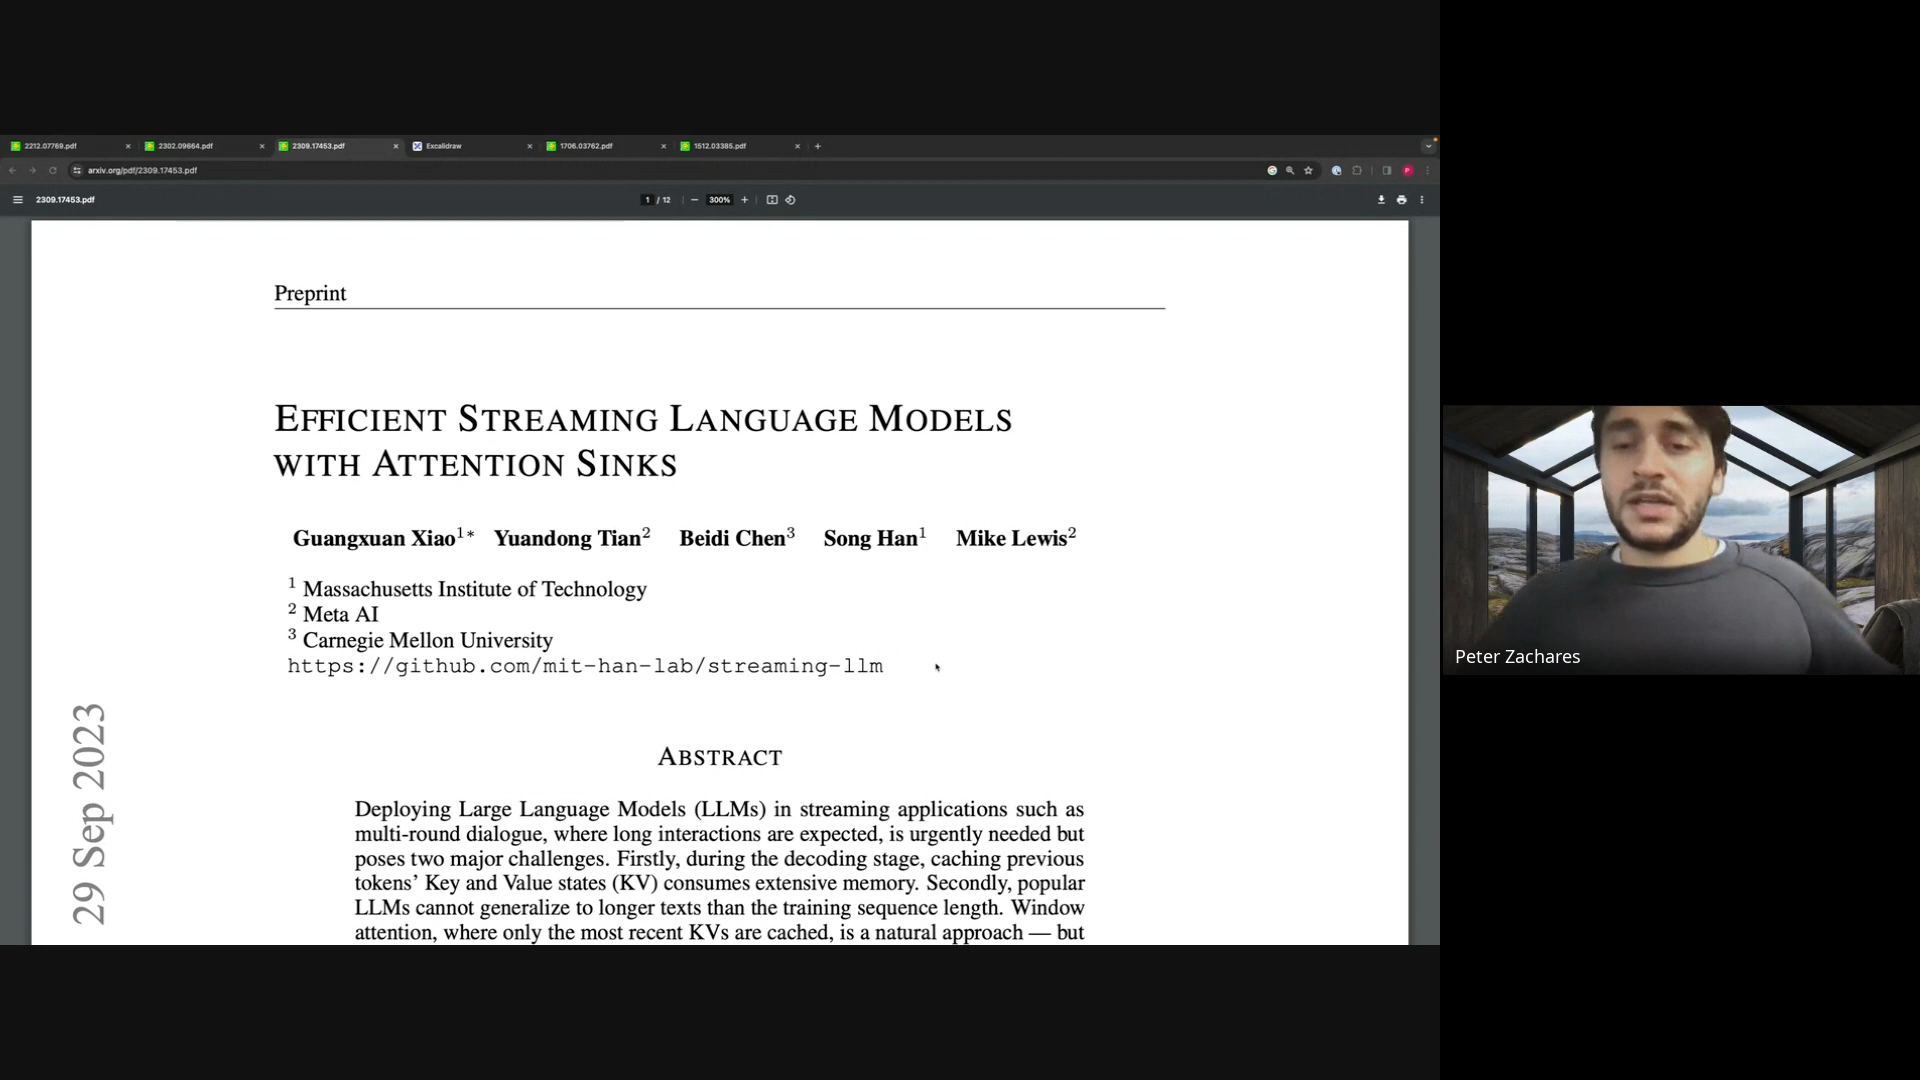 2212.07769.pdf
2302.09664.pdf
2309.17453.pdf
Excalidraw
1706.03762.pdf
1512.03385.pdf
arxiv.org/pdf/2309.17453.pdf
P
2309.17453.pdf
1 / 12
300%
Preprint
EFFICIENT STREAMING LANGUAGE MODELS
WITH ATTENTION SINKS
Guangxuan Xiao1* Yuandong Tian2 Beidi Chen3 Song Han1 Mike Lewis2
1 Massachusetts Institute of Technology
2 Meta AI
3 Carnegie Mellon University
https://github.com/mit-han-lab/streaming-llm
29 Sep 2023
ABSTRACT
Deploying Large Language Models (LLMs) in streaming applications such as
multi-round dialogue, where long interactions are expected, is urgently needed but
poses two major challenges. Firstly, during the decoding stage, caching previous
tokens' Key and Value states (KV) consumes extensive memory. Secondly, popular
LLMs cannot generalize to longer texts than the training sequence length. Window
attention, where only the most recent KVs are cached, is a natural approach — but
Peter Zachares